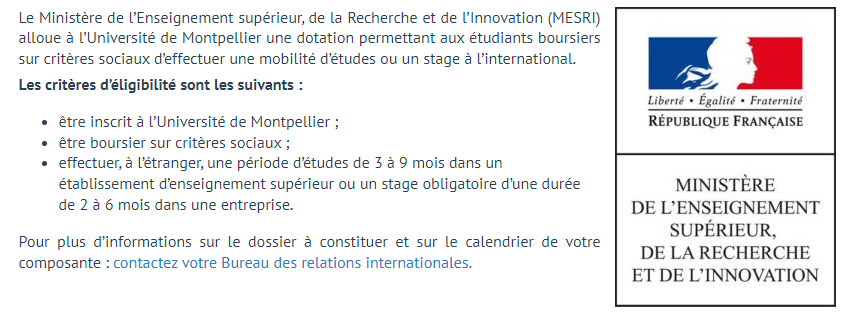 Le Ministère de l’Enseignement supérieur, de la Recherche et de l’Innovation (MESRI)
alloue à l’Université de Montpellier une dotation permettant aux étudiants boursiers
sur critères sociaux d’effectuer une mobilité d’études ou un stage à l’international.
Les critères d’éligibilité sont les suivants :
• être inscrit à l’Université de Montpellier ;
• être boursier sur critères sociaux ;
• effectuer, à l’étranger, une période d’études de 3 à 9 mois dans un
établissement d’enseignement supérieur ou un stage obligatoire d’une durée
de 2 à 6 mois dans une entreprise.
Pour plus d’informations sur le dossier à constituer et sur le calendrier de votre
composante : contactez votre Bureau des relations internationales.
Liberté • Égalité • Fraternité
RÉPUBLIQUE FRANÇAISE
MINISTÈRE
DE L’ENSEIGNEMENT
SUPÉRIEUR,
DE LA RECHERCHE
ET DE L’INNOVATION